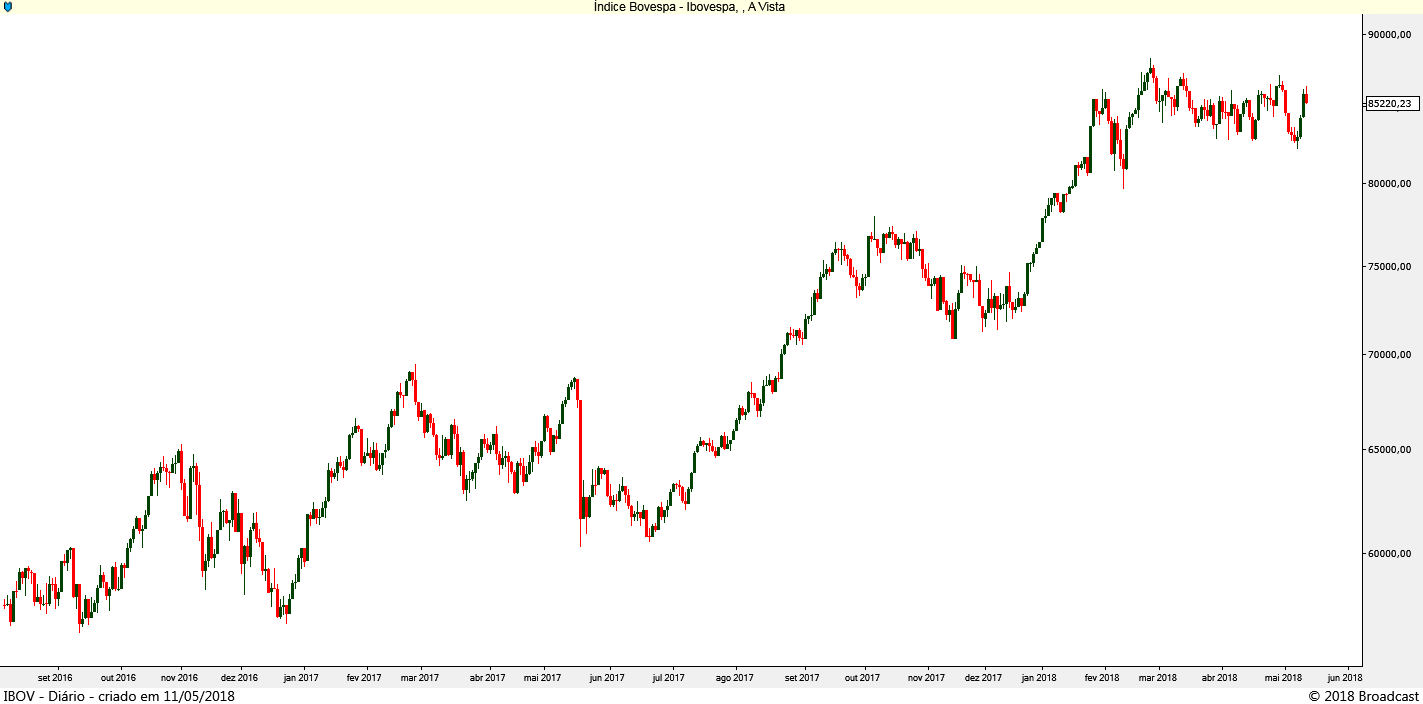 Índice Bovespa - Ibovespa, , A Vista
90000,00
85220,23
80000,00
75000,00
70000,00
65000,00
60000,00
set 2016 out 2016 nov 2016 dez 2016 jan 2017 fev 2017 mar 2017 abr 2017 mai 2017 jun 2017 jul 2017 ago 2017 set 2017 out 2017 nov 2017 dez 2017 jan 2018 fev 2018 mar 2018 abr 2018 mai 2018 jun 2018
IBOV - Diário - criado em 11/05/2018 © 2018 Broadcast